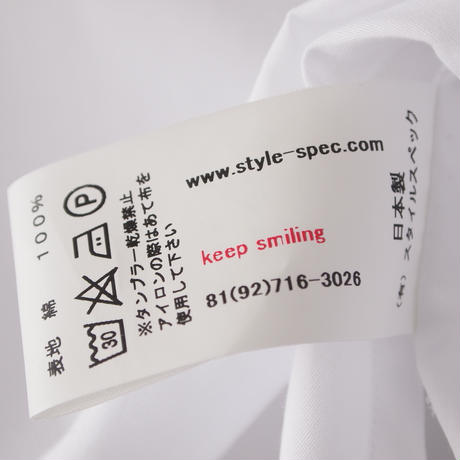 表地 綿 100%
30 P
※タンブラー乾燥禁止
アイロンの際はあて布を
使用して下さい
www.style-spec.com
keep smiling
81(92)716-3026
日本製
(有)スタイルスペック